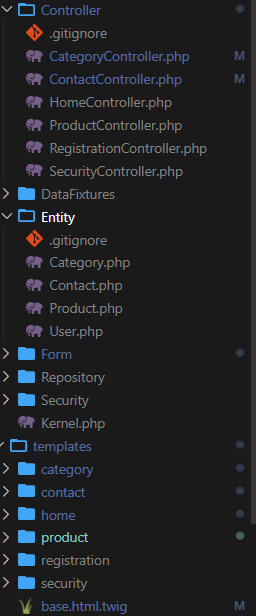 Controller
.gitignore
CategoryController.php M
ContactController.php M
HomeController.php
ProductController.php
RegistrationController.php
SecurityController.php
DataFixtures
Entity
.gitignore
Category.php
Contact.php
Product.php
User.php
Form
Repository
Security
Kernel.php
templates
category
contact
home
product
registration
security
base.html.twig M